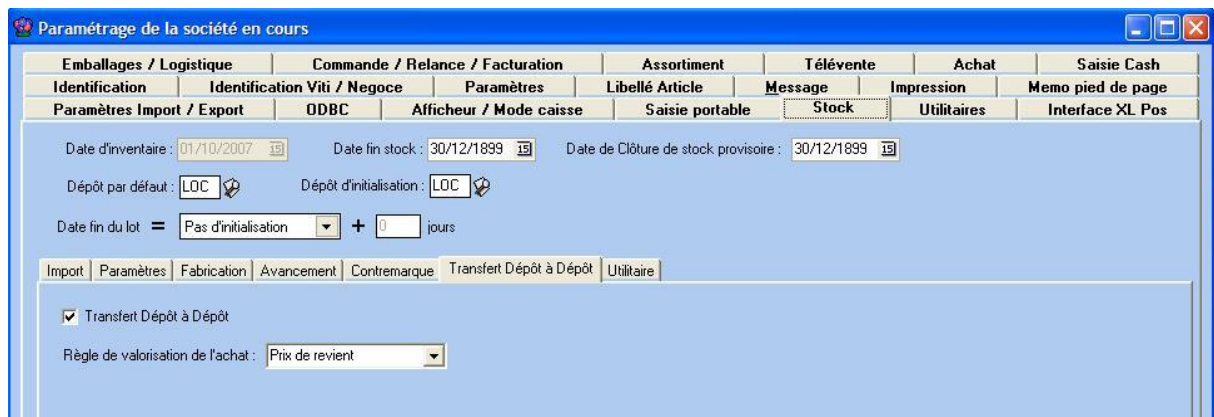 Paramétrage de la société en cours
Emballages / Logistique Commande / Relance / Facturation Assortiment Télévente Achat Saisie Cash
Identification Identification Viti / Negoce Paramètres Libellé Article Message Impression Memo pied de page
Paramètres Import / Export ODBC Afficheur / Mode caisse Saisie portable Stock Utilitaires Interface XL Pos
Date d'inventaire : 01/10/2007 15 Date fin stock : 30/12/1899 15 Date de Clôture de stock provisoire : 30/12/1899 15
Dépôt par défaut : LOC Dépôt d'initialisation : LOC
Date fin du lot = Pas d'initialisation + 0 jours
Import Paramètres Fabrication Avancement Contremarque Transfert Dépôt à Dépôt Utilitaire
Transfert Dépôt à Dépôt
Règle de valorisation de l'achat : Prix de revient